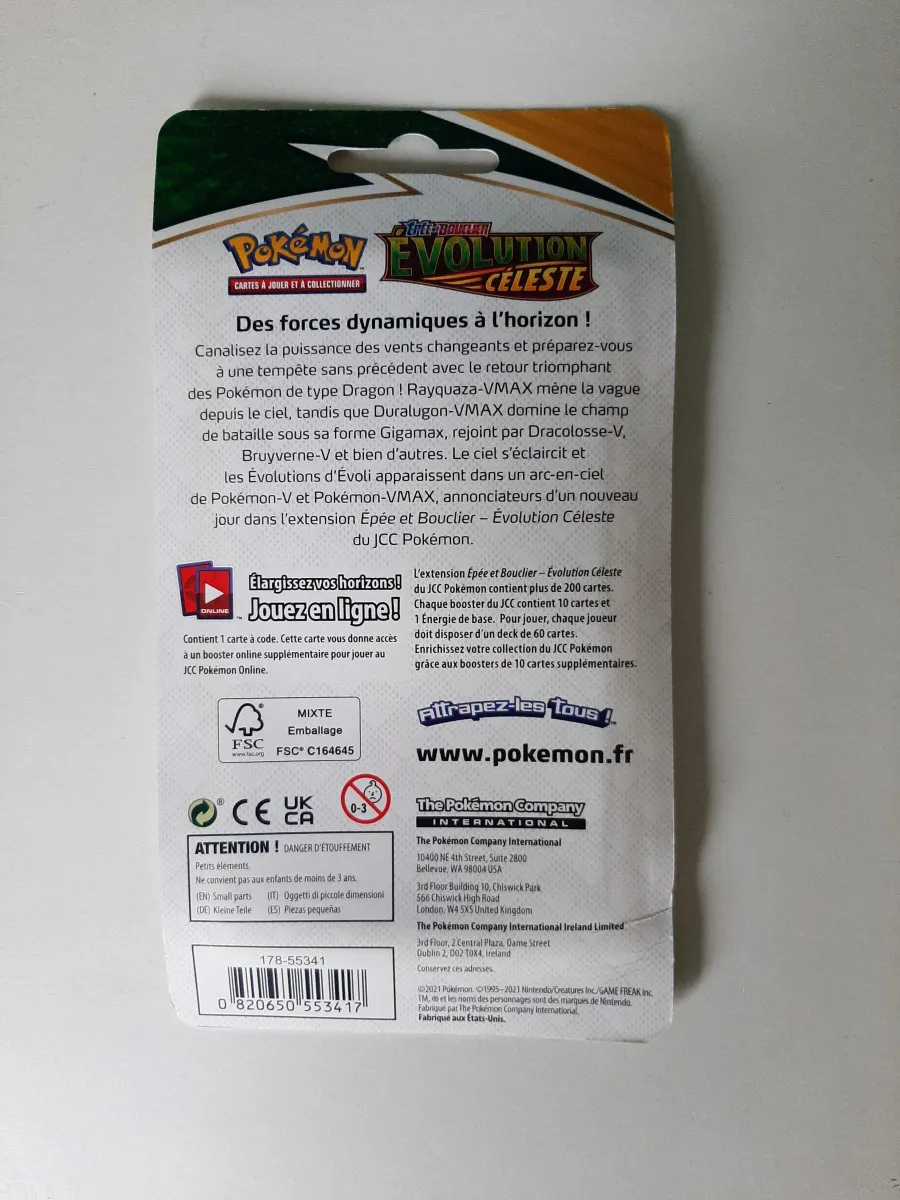 POKéMON
CARTES À JOUER ET À COLLECTIONNER
ÉPÉE ET BOUCLIER
ÉVOLUTION
CÉLESTE
Des forces dynamiques à l'horizon !
Canalisez la puissance des vents changeants et préparez-vous
à une tempête sans précédent avec le retour triomphant
des Pokémon de type Dragon ! Rayquaza-VMAX mène la vague
depuis le ciel, tandis que Duralugon-VMAX domine le champ
de bataille sous sa forme Gigamax, rejoint par Dracolosse-V,
Bruyverne-V et bien d'autres. Le ciel s'éclaircit et
les Évolutions d'Évoli apparaissent dans un arc-en-ciel
de Pokémon-V et Pokémon-VMAX, annonciateurs d'un nouveau
jour dans l'extension Épée et Bouclier – Évolution Céleste
du JCC Pokémon.
ONLINE
™
Élargissez vos horizons !
Jouez en ligne !
Contient 1 carte à code. Cette carte vous donne accès
à un booster online supplémentaire pour jouer au
JCC Pokémon Online.
L'extension Épée et Bouclier – Évolution Céleste
du JCC Pokémon contient plus de 200 cartes.
Chaque booster du JCC contient 10 cartes et
1 Énergie de base. Pour jouer, chaque joueur
doit disposer d'un deck de 60 cartes.
Enrichissez votre collection du JCC Pokémon
grâce aux boosters de 10 cartes supplémentaires.
®
FSC
www.fsc.org
MIXTE
Emballage
FSC® C164645
Attrapez-les Tous !™
www.pokemon.fr
® CE UK
CA
0-3
The Pokémon Company
INTERNATIONAL
ATTENTION ! DANGER D'ÉTOUFFEMENT
Petits éléments.
Ne convient pas aux enfants de moins de 3 ans.
(EN) Small parts (IT) Oggetti di piccole dimensioni
(DE) Kleine Teile (ES) Piezas pequeñas
The Pokémon Company International
10400 NE 4th Street, Suite 2800
Bellevue, WA 98004 USA
3rd Floor Building 10, Chiswick Park
566 Chiswick High Road
London, W4 5XS United Kingdom
The Pokémon Company International Ireland Limited
3rd Floor, 2 Central Plaza, Dame Street
Dublin 2, D02 T0X4, Ireland
Conservez ces adresses.
178-55341
0 820650 553417
©2021 Pokémon. ©1995–2021 Nintendo/Creatures Inc./GAME FREAK inc.
TM, ® et les noms des personnages sont des marques de Nintendo.
Fabriqué par The Pokémon Company International.
Fabriqué aux États-Unis.